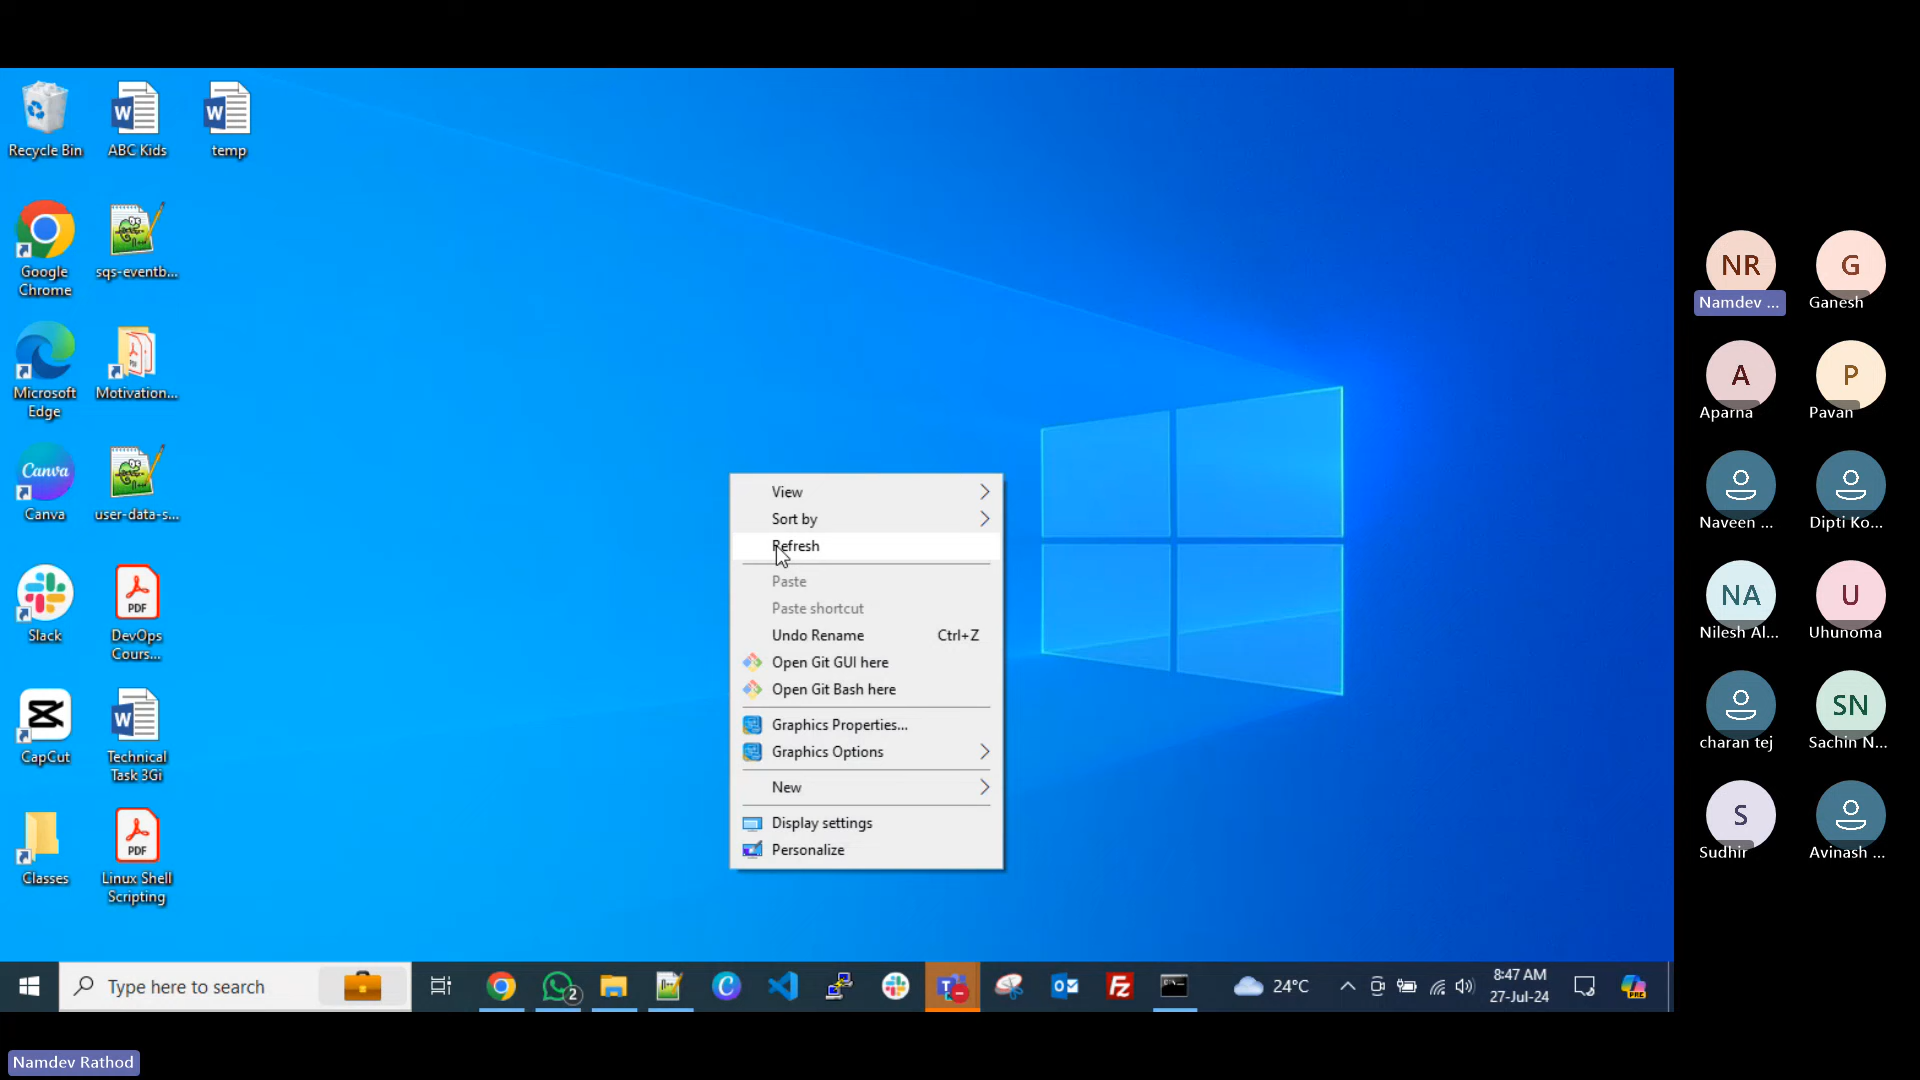 Recycle Bin
ABC Kids
temp
Google
Chrome
sqs-eventb...
Microsoft
Edge
Motivation...
Canva
Canva
user-data-s...
Slack
PDF
DevOps
Cours...
CapCut
Technical
Task 3Gi
Classes
PDF
Linux Shell
Scripting
View
Sort by
Refresh
Paste
Paste shortcut
Undo Rename Ctrl+Z
Open Git GUI here
Open Git Bash here
Graphics Properties...
Graphics Options
New
Display settings
Personalize
NR
Namdev ...
G
Ganesh
A
Aparna
P
Pavan
Naveen ...
Dipti Ko...
NA
Nilesh Al...
U
Uhunoma
charan tej
SN
Sachin N...
S
Sudhir
Avinash ...
Type here to search
2
24°C
8:47 AM
27-Jul-24
Namdev Rathod